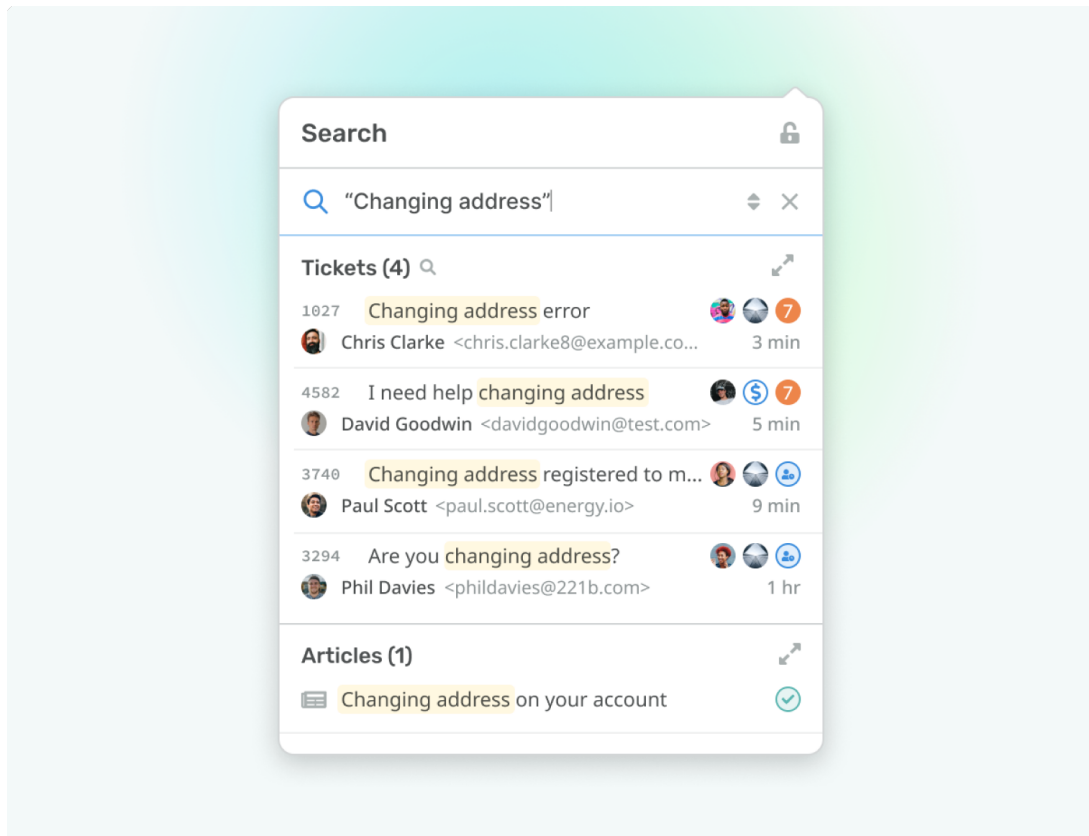 Search
“Changing address”
Tickets (4)
1027 Changing address error 7
Chris Clarke <chris.clarke8@example.co... 3 min
4582 I need help changing address $ 7
David Goodwin <davidgoodwin@test.com> 5 min
3740 Changing address registered to m...
Paul Scott <paul.scott@energy.io> 9 min
3294 Are you changing address?
Phil Davies <phildavies@221b.com> 1 hr
Articles (1)
Changing address on your account